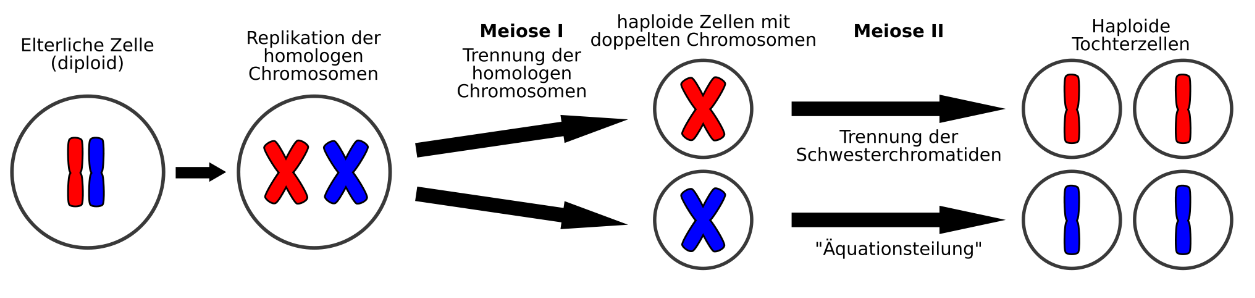 Elterliche Zelle
(diploid)
Replikation der
homologen
Chromosomen
Meiose I
Trennung der
homologen
Chromosomen
haploide Zellen mit
doppelten Chromosomen
Meiose II
Trennung der
Schwesterchromatiden
"Äquationsteilung"
Haploide
Tochterzellen